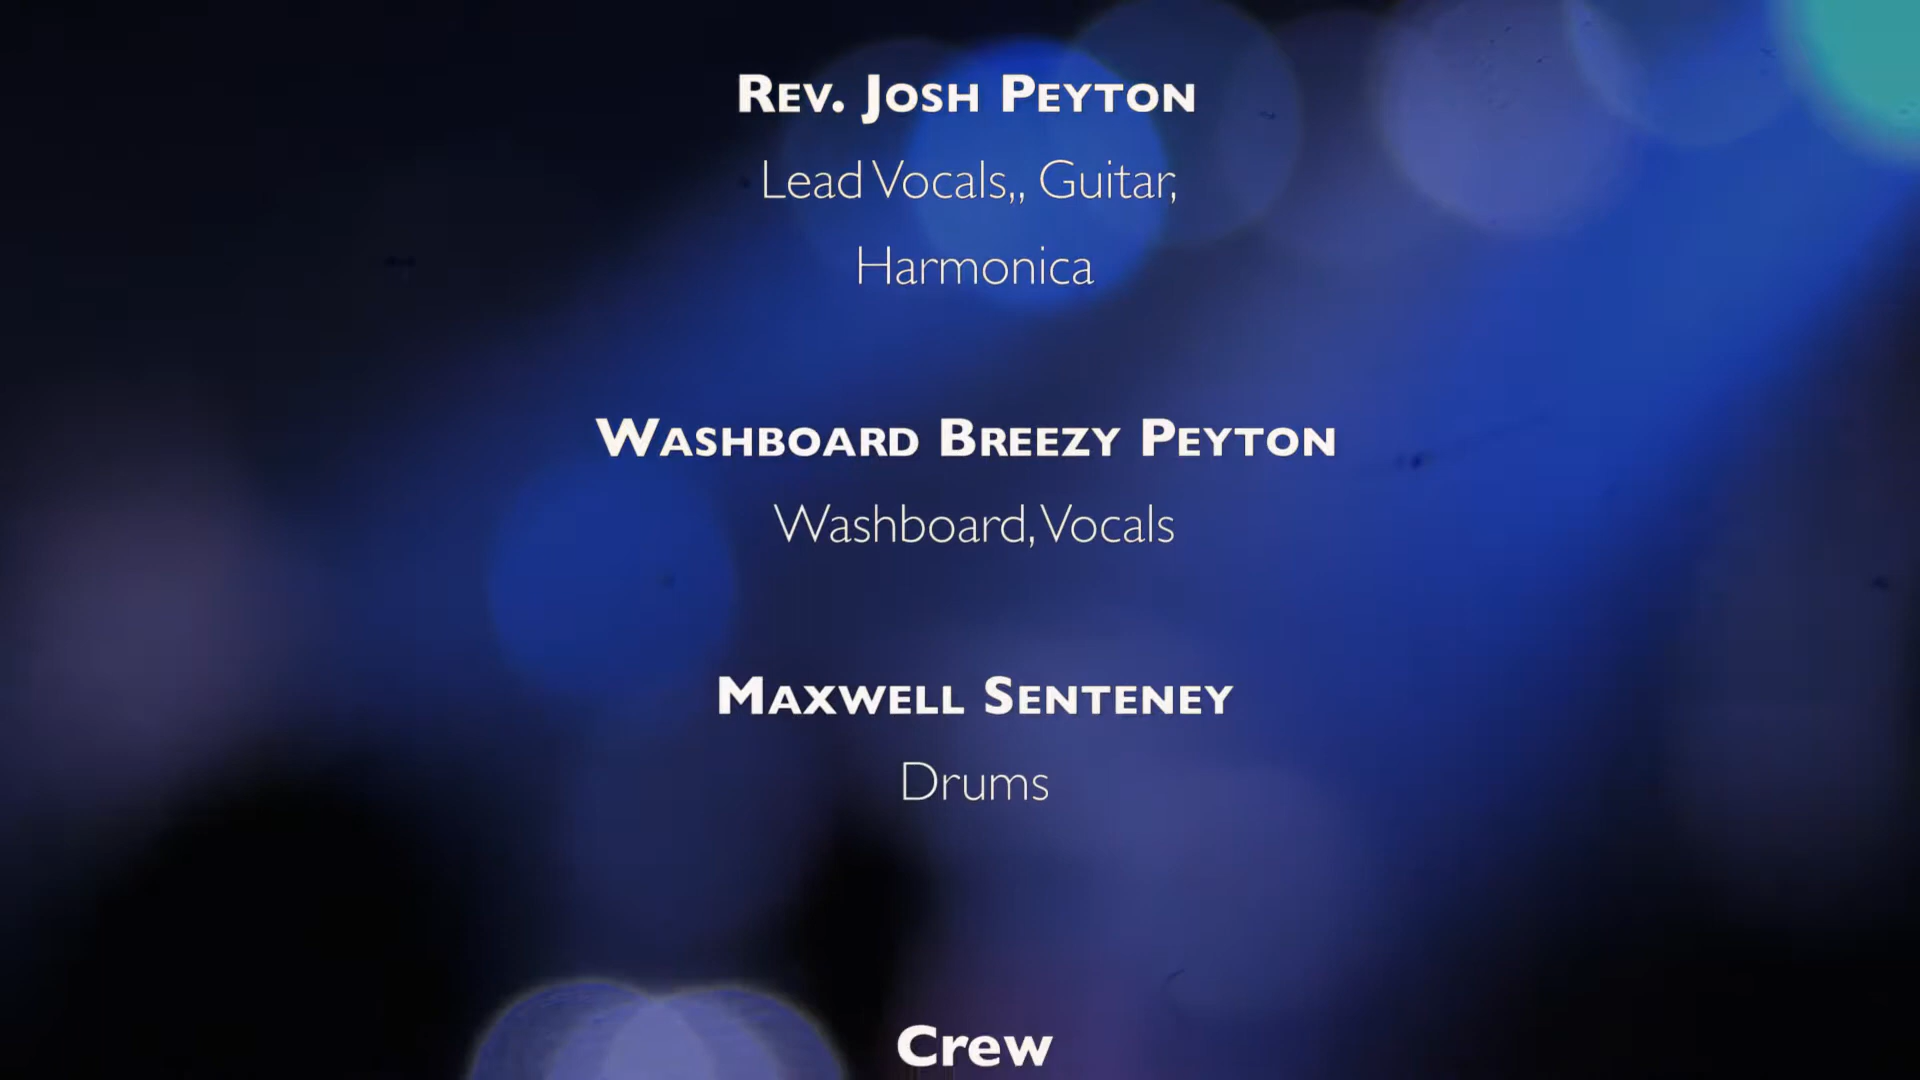 Rev. Josh Peyton
Lead Vocals,, Guitar,
Harmonica
Washboard Breezy Peyton
Washboard, Vocals
Maxwell Senteney
Drums
Crew